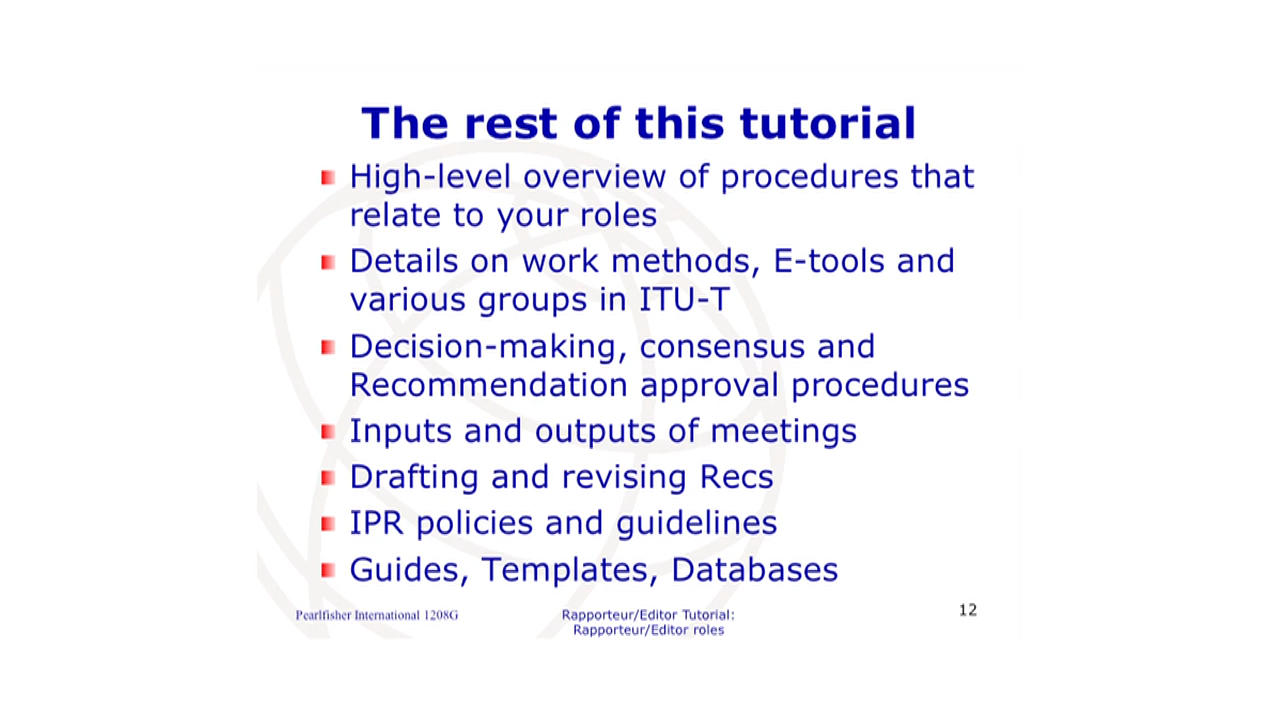 The rest of this tutorial
High-level overview of procedures that
relate to your roles
Details on work methods, E-tools and
various groups in ITU-T
Decision-making, consensus and
Recommendation approval procedures
Inputs and outputs of meetings
Drafting and revising Recs
IPR policies and guidelines
Guides, Templates, Databases
Pearlfisher International 1208G
Rapporteur/Editor Tutorial:
Rapporteur/Editor roles
12